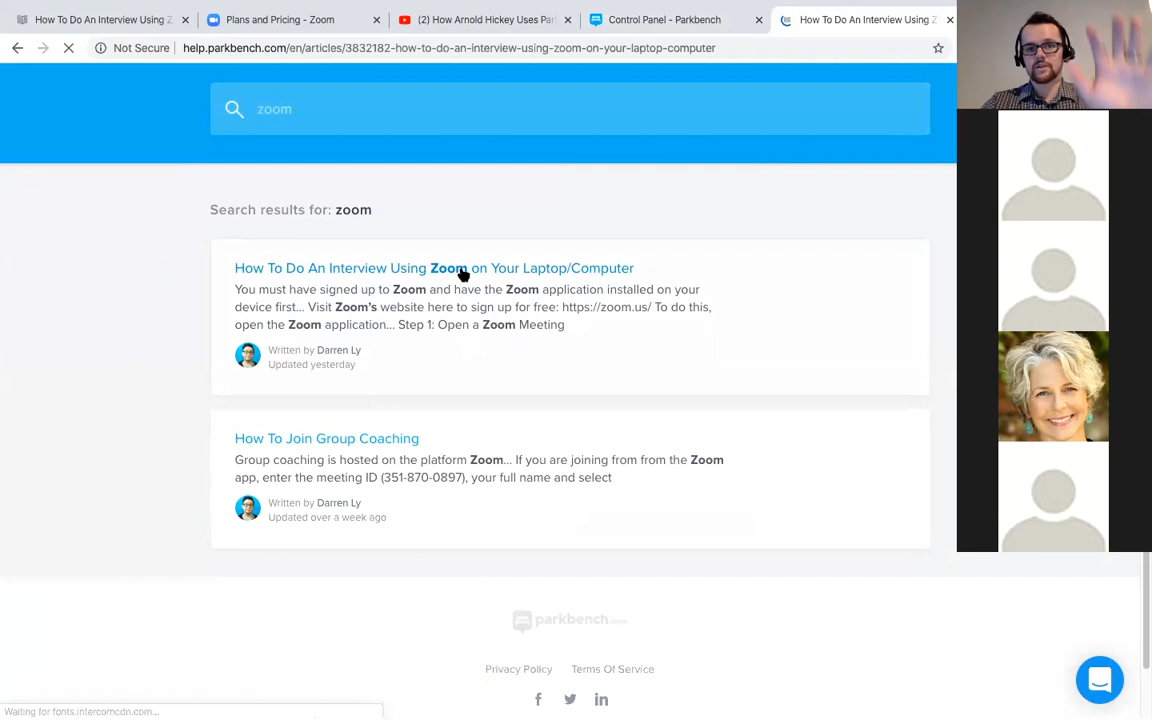 How To Do An Interview Using Z
Plans and Pricing - Zoom
(2) How Arnold Hickey Uses Par
Control Panel - Parkbench
How To Do An Interview Using Z
Not Secure
help.parkbench.com/en/articles/3832182-how-to-do-an-interview-using-zoom-on-your-laptop-computer
zoom
Search results for: zoom
How To Do An Interview Using Zoom on Your Laptop/Computer
You must have signed up to Zoom and have the Zoom application installed on your
device first... Visit Zoom's website here to sign up for free: https://zoom.us/ To do this,
open the Zoom application... Step 1: Open a Zoom Meeting
Written by Darren Ly
Updated yesterday
How To Join Group Coaching
Group coaching is hosted on the platform Zoom... If you are joining from from the Zoom
app, enter the meeting ID (351-870-0897), your full name and select
Written by Darren Ly
Updated over a week ago
parkbench.com
Privacy Policy Terms Of Service
Waiting for fonts.intercomcdn.com...